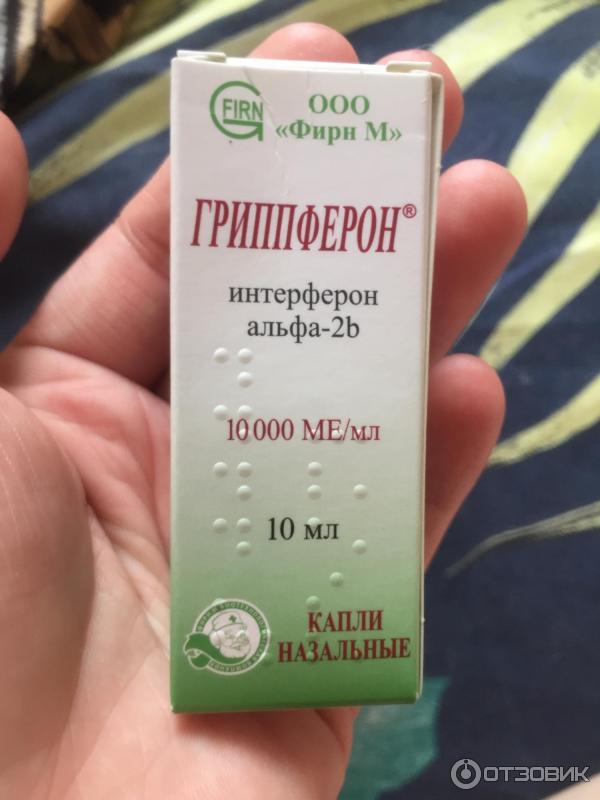 FIRN
ООО
«Фирн М»
ГРИППФЕРОН®
интерферон
альфа-2b
10 000 МЕ/мл
10 мл
КАПЛИ
НАЗАЛЬНЫЕ
ОТЗОВИК